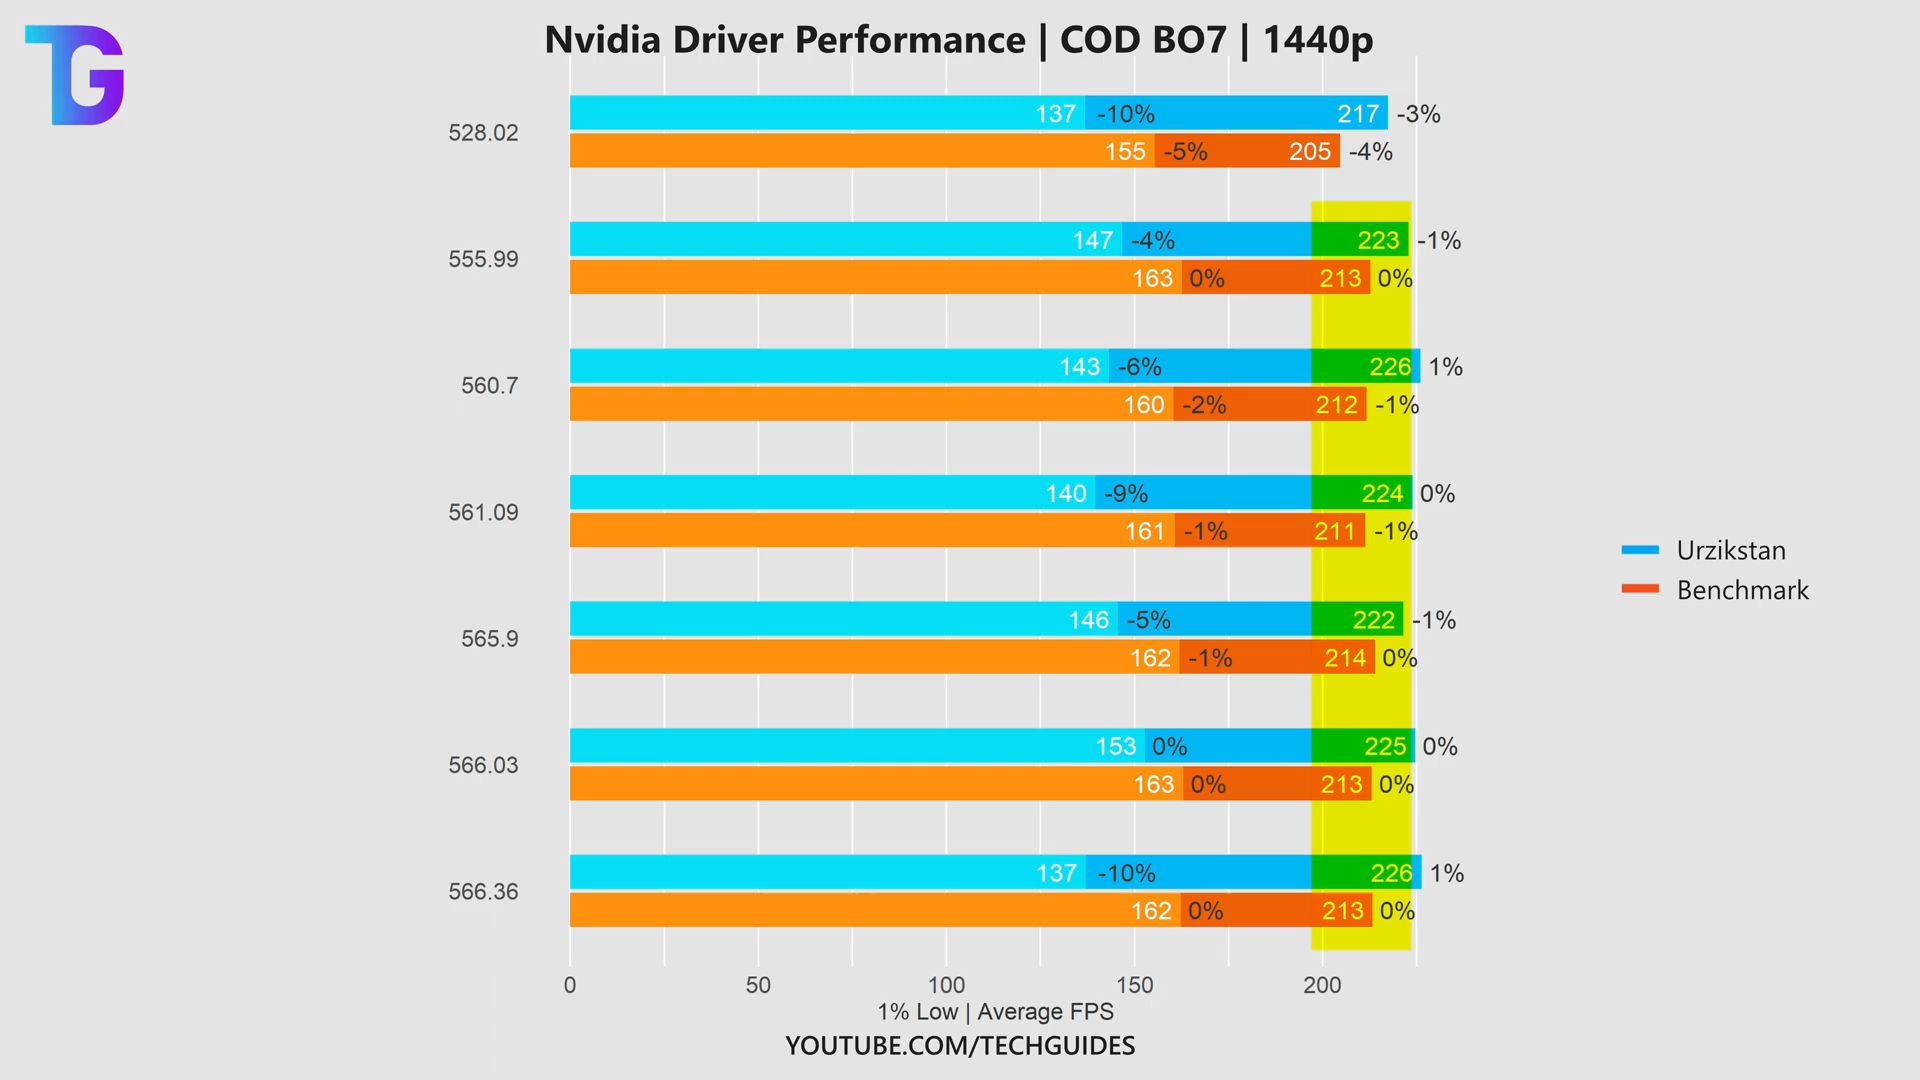 TG
Nvidia Driver Performance | COD BO7 | 1440p
528.02
137 -10% 217 -3%
155 -5% 205 -4%
555.99
147 -4% 223 -1%
163 0% 213 0%
560.7
143 -6% 226 1%
160 -2% 212 -1%
561.09
140 -9% 224 0%
161 -1% 211 -1%
565.9
146 -5% 222 -1%
162 -1% 214 0%
566.03
153 0% 225 0%
163 0% 213 0%
566.36
137 -10% 226 1%
162 0% 213 0%
Urzikstan
Benchmark
0 50 100 150 200
1% Low | Average FPS
YOUTUBE.COM/TECHGUIDES